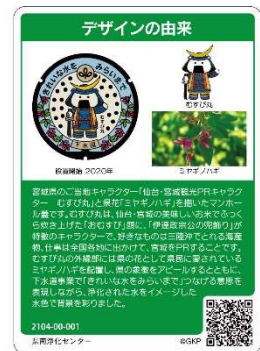 デザインの由来
きれいな水を みらいまで
むすび丸
設置開始 2020年
ミヤギノハギ
宮城県のご当地キャラクター「仙台・宮城観光PRキャラク
ター むすび丸」と県花「ミヤギノハギ」を描いたマンホー
ル蓋です。むすび丸は、仙台・宮城の美味しいお米でふっく
ら炊き上げた「おむすび」顔に、「伊達政宗公の兜飾り」が
特徴のキャラクターで、好きなものは三陸沖でとれる海産
物、仕事は全国各地に出かけて、宮城をPRすることです。
むすび丸の外縁部には県の花として県民に愛されている
ミヤギノハギを配置し、県の象徴をアピールするとともに、
下水道事業で「きれいな水をみらいまで」つなげる意思を
表現しながら、浄化された水をイメージした
水色で背景を彩りました。
2104-00-001
浄化センター
©GKP